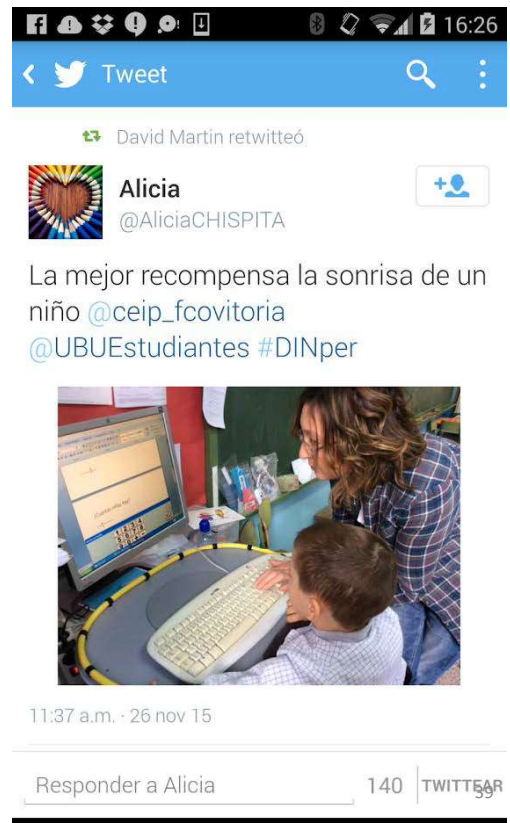 16:26
Tweet
David Martin retwitteó
Alicia
@AliciaCHISPITA
La mejor recompensa la sonrisa de un
niño @ceip_fcovitoria
@UBUEstudiantes #DINper
11:37 a.m. · 26 nov 15
Responder a Alicia 140 TWITTEAR
39